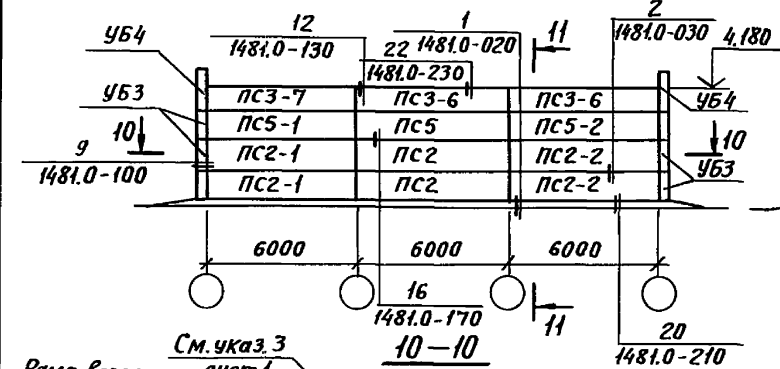 12
1481.0-130
1
1481.0-020
11
2
1481.0-030
4.180
УБ4
22
1481.0-230
УБ3
ПС3-7
ПС3-6
ПС3-6
УБ4
10
ПС5-1
ПС5
ПС5-2
10
9
1481.0-100
ПС2-1
ПС2
ПС2-2
УБ3
ПС2-1
ПС2
ПС2-2
6000
6000
6000
16
1481.0-170
11
20
1481.0-210
См. указ. 3
10-10